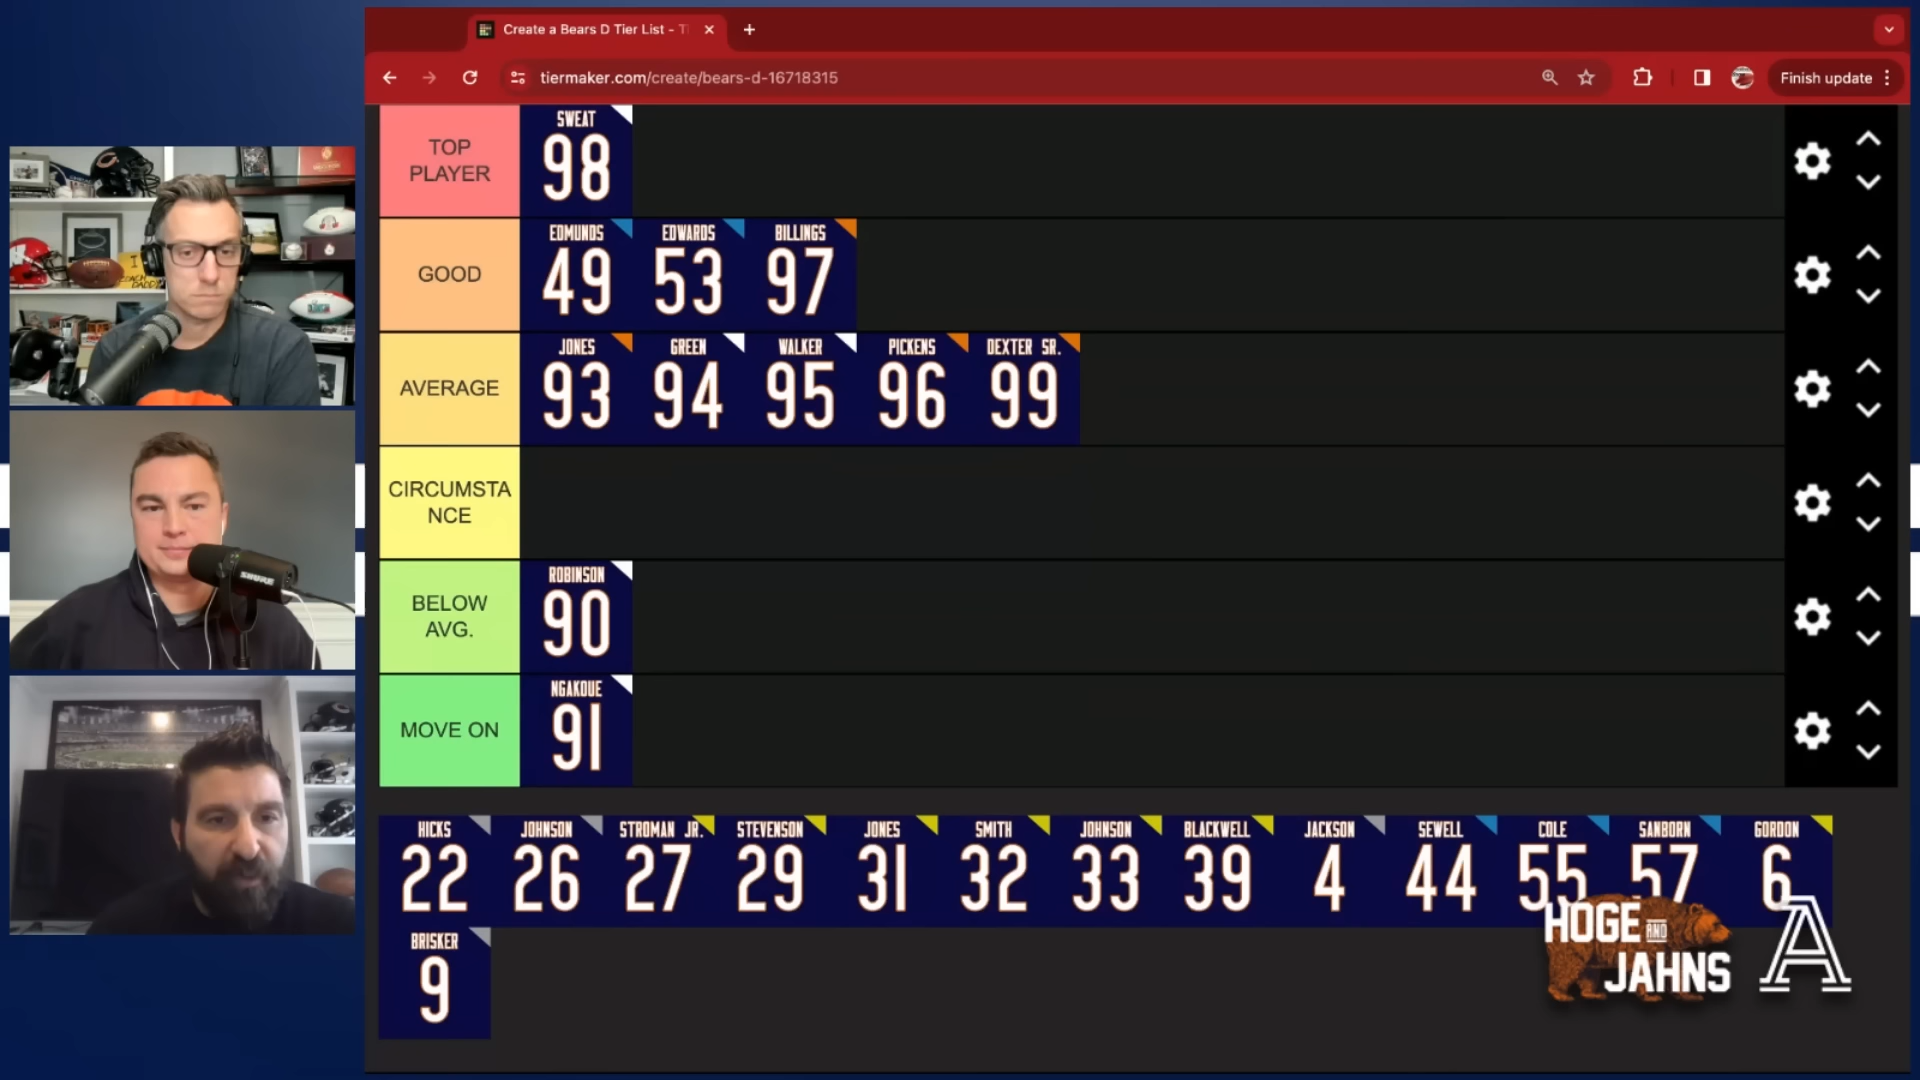 Create a Bears D Tier List - Ti
tiermaker.com/create/bears-d-16718315
Finish update
TOP
PLAYER
SWEAT
98
GOOD
EDMUNDS
49
EDWARDS
53
BILLINGS
97
AVERAGE
JONES
93
GREEN
94
WALKER
95
PICKENS
96
DEXTER SR.
99
CIRCUMSTA
NCE
BELOW
AVG.
ROBINSON
90
MOVE ON
NGAKOUE
91
HICKS
22
JOHNSON
26
STROMAN JR.
27
STEVENSON
29
JONES
31
SMITH
32
JOHNSON
33
BLACKWELL
39
JACKSON
4
SEWELL
44
COLE
55
SANBORN
57
GORDON
6
BRISKER
9
HOGE AND
JAHNS
A
SHURE